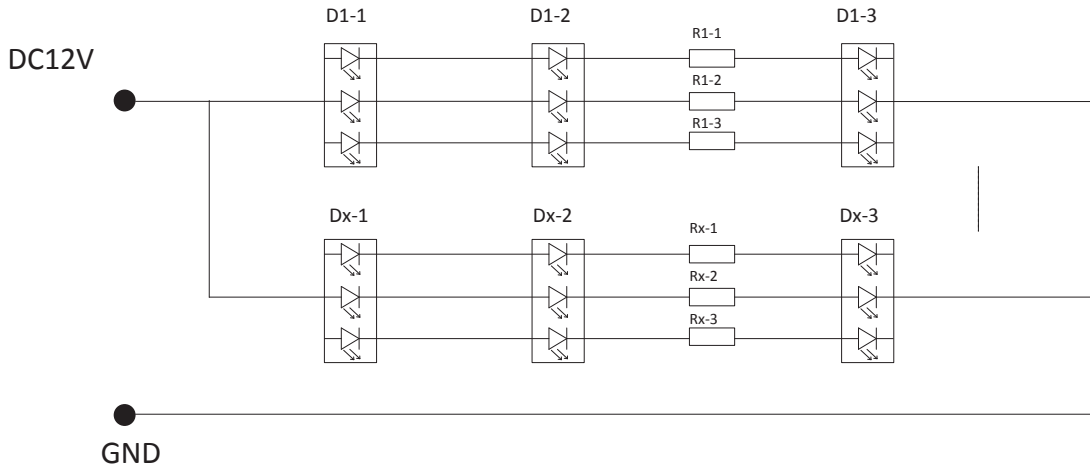 D1-1 D1-2 D1-3
R1-1
DC12V
R1-2
R1-3
Dx-1 Dx-2 Dx-3
Rx-1
Rx-2
Rx-3
GND